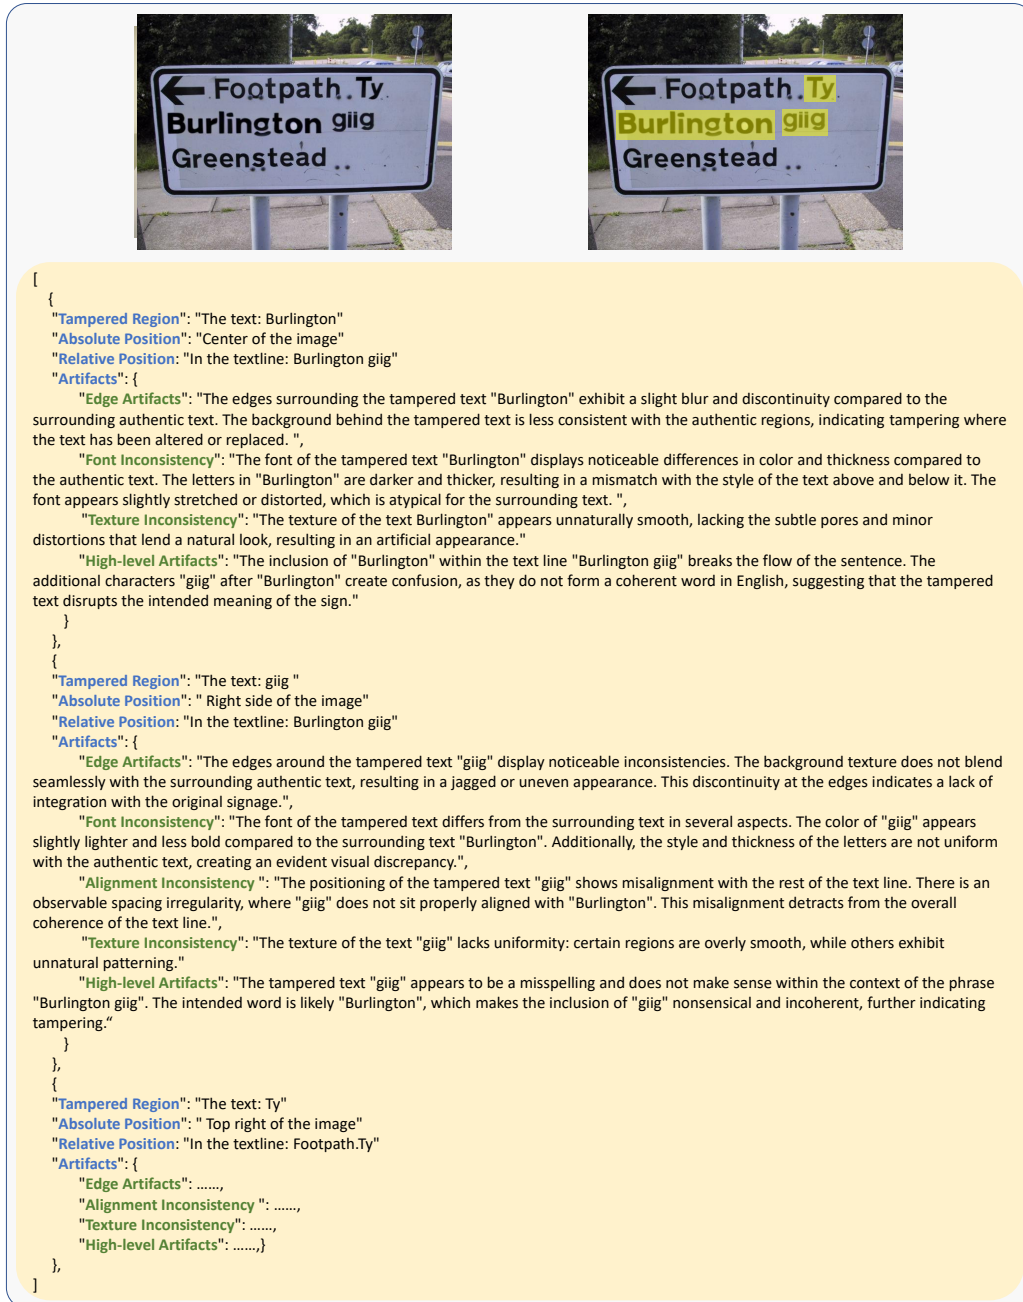 Footpath.Ty
Burlington giig
Greenstead
Footpath.Ty
Burlington giig
Greenstead
[
{
"Tampered Region": "The text: Burlington"
"Absolute Position": "Center of the image"
"Relative Position: "In the textline: Burlington giig"
"Artifacts": {
"Edge Artifacts": "The edges surrounding the tampered text "Burlington" exhibit a slight blur and discontinuity compared to the
surrounding authentic text. The background behind the tampered text is less consistent with the authentic regions, indicating tampering where
the text has been altered or replaced. ",
"Font Inconsistency": "The font of the tampered text "Burlington" displays noticeable differences in color and thickness compared to
the authentic text. The letters in "Burlington" are darker and thicker, resulting in a mismatch with the style of the text above and below it. The
font appears slightly stretched or distorted, which is atypical for the surrounding text. ",
"Texture Inconsistency": "The texture of the text Burlington" appears unnaturally smooth, lacking the subtle pores and minor
distortions that lend a natural look, resulting in an artificial appearance."
"High-level Artifacts": "The inclusion of "Burlington" within the text line "Burlington giig" breaks the flow of the sentence. The
additional characters "giig" after "Burlington" create confusion, as they do not form a coherent word in English, suggesting that the tampered
text disrupts the intended meaning of the sign."
}
},
{
"Tampered Region": "The text: giig "
"Absolute Position": " Right side of the image"
"Relative Position: "In the textline: Burlington giig"
"Artifacts": {
"Edge Artifacts": "The edges around the tampered text "giig" display noticeable inconsistencies. The background texture does not blend
seamlessly with the surrounding authentic text, resulting in a jagged or uneven appearance. This discontinuity at the edges indicates a lack of
integration with the original signage.",
"Font Inconsistency": "The font of the tampered text differs from the surrounding text in several aspects. The color of "giig" appears
slightly lighter and less bold compared to the surrounding text "Burlington". Additionally, the style and thickness of the letters are not uniform
with the authentic text, creating an evident visual discrepancy.",
"Alignment Inconsistency ": "The positioning of the tampered text "giig" shows misalignment with the rest of the text line. There is an
observable spacing irregularity, where "giig" does not sit properly aligned with "Burlington". This misalignment detracts from the overall
coherence of the text line.",
"Texture Inconsistency": "The texture of the text "giig" lacks uniformity: certain regions are overly smooth, while others exhibit
unnatural patterning."
"High-level Artifacts": "The tampered text "giig" appears to be a misspelling and does not make sense within the context of the phrase
"Burlington giig". The intended word is likely "Burlington", which makes the inclusion of "giig" nonsensical and incoherent, further indicating
tampering.“
}
},
{
"Tampered Region": "The text: Ty"
"Absolute Position": " Top right of the image"
"Relative Position: "In the textline: Footpath.Ty"
"Artifacts": {
"Edge Artifacts": ……,
"Alignment Inconsistency ": ……,
"Texture Inconsistency": ……,
"High-level Artifacts": ……,}
},
]